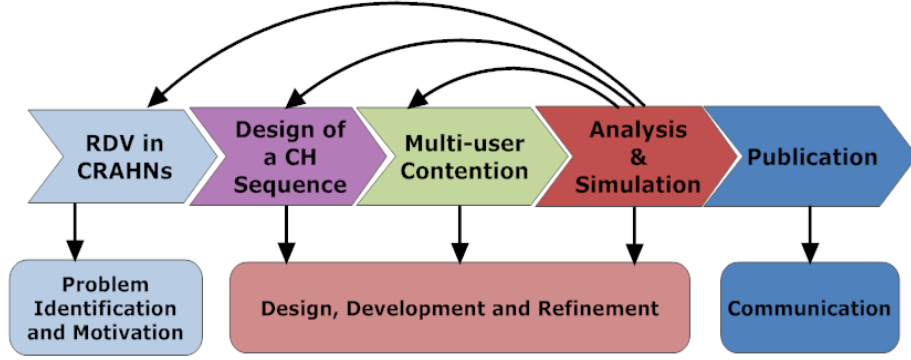 RDV in
CRAHNs
Design of
a CH
Sequence
Multi-user
Contention
Analysis
&
Simulation
Publication
Problem
Identification
and Motivation
Design, Development and Refinement
Communication